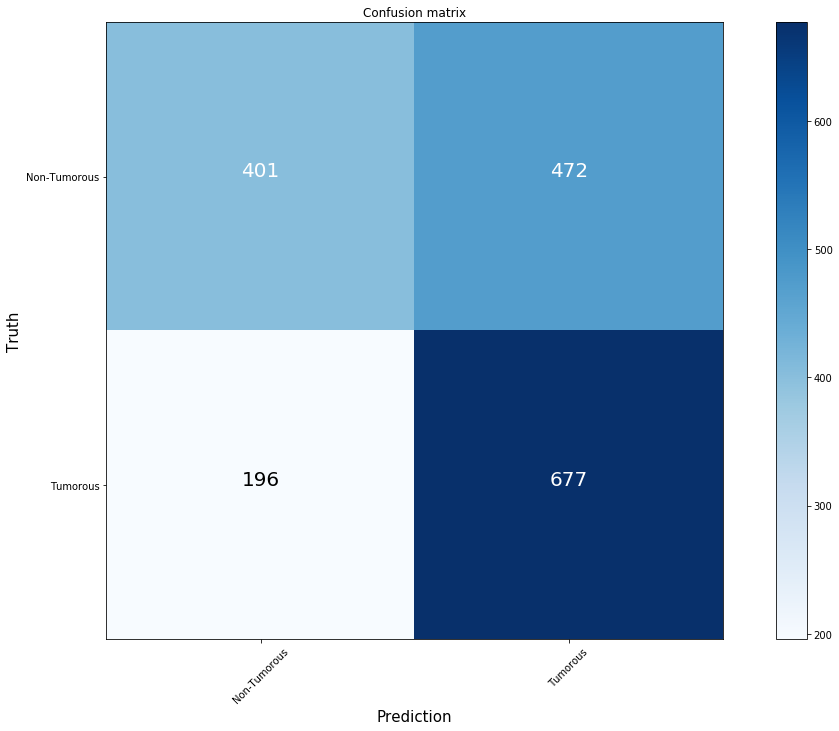 Confusion matrix
Non-Tumorous
401
472
600
500
Truth
400
Tumorous
196
677
300
200
Non-Tumorous
Tumorous
Prediction